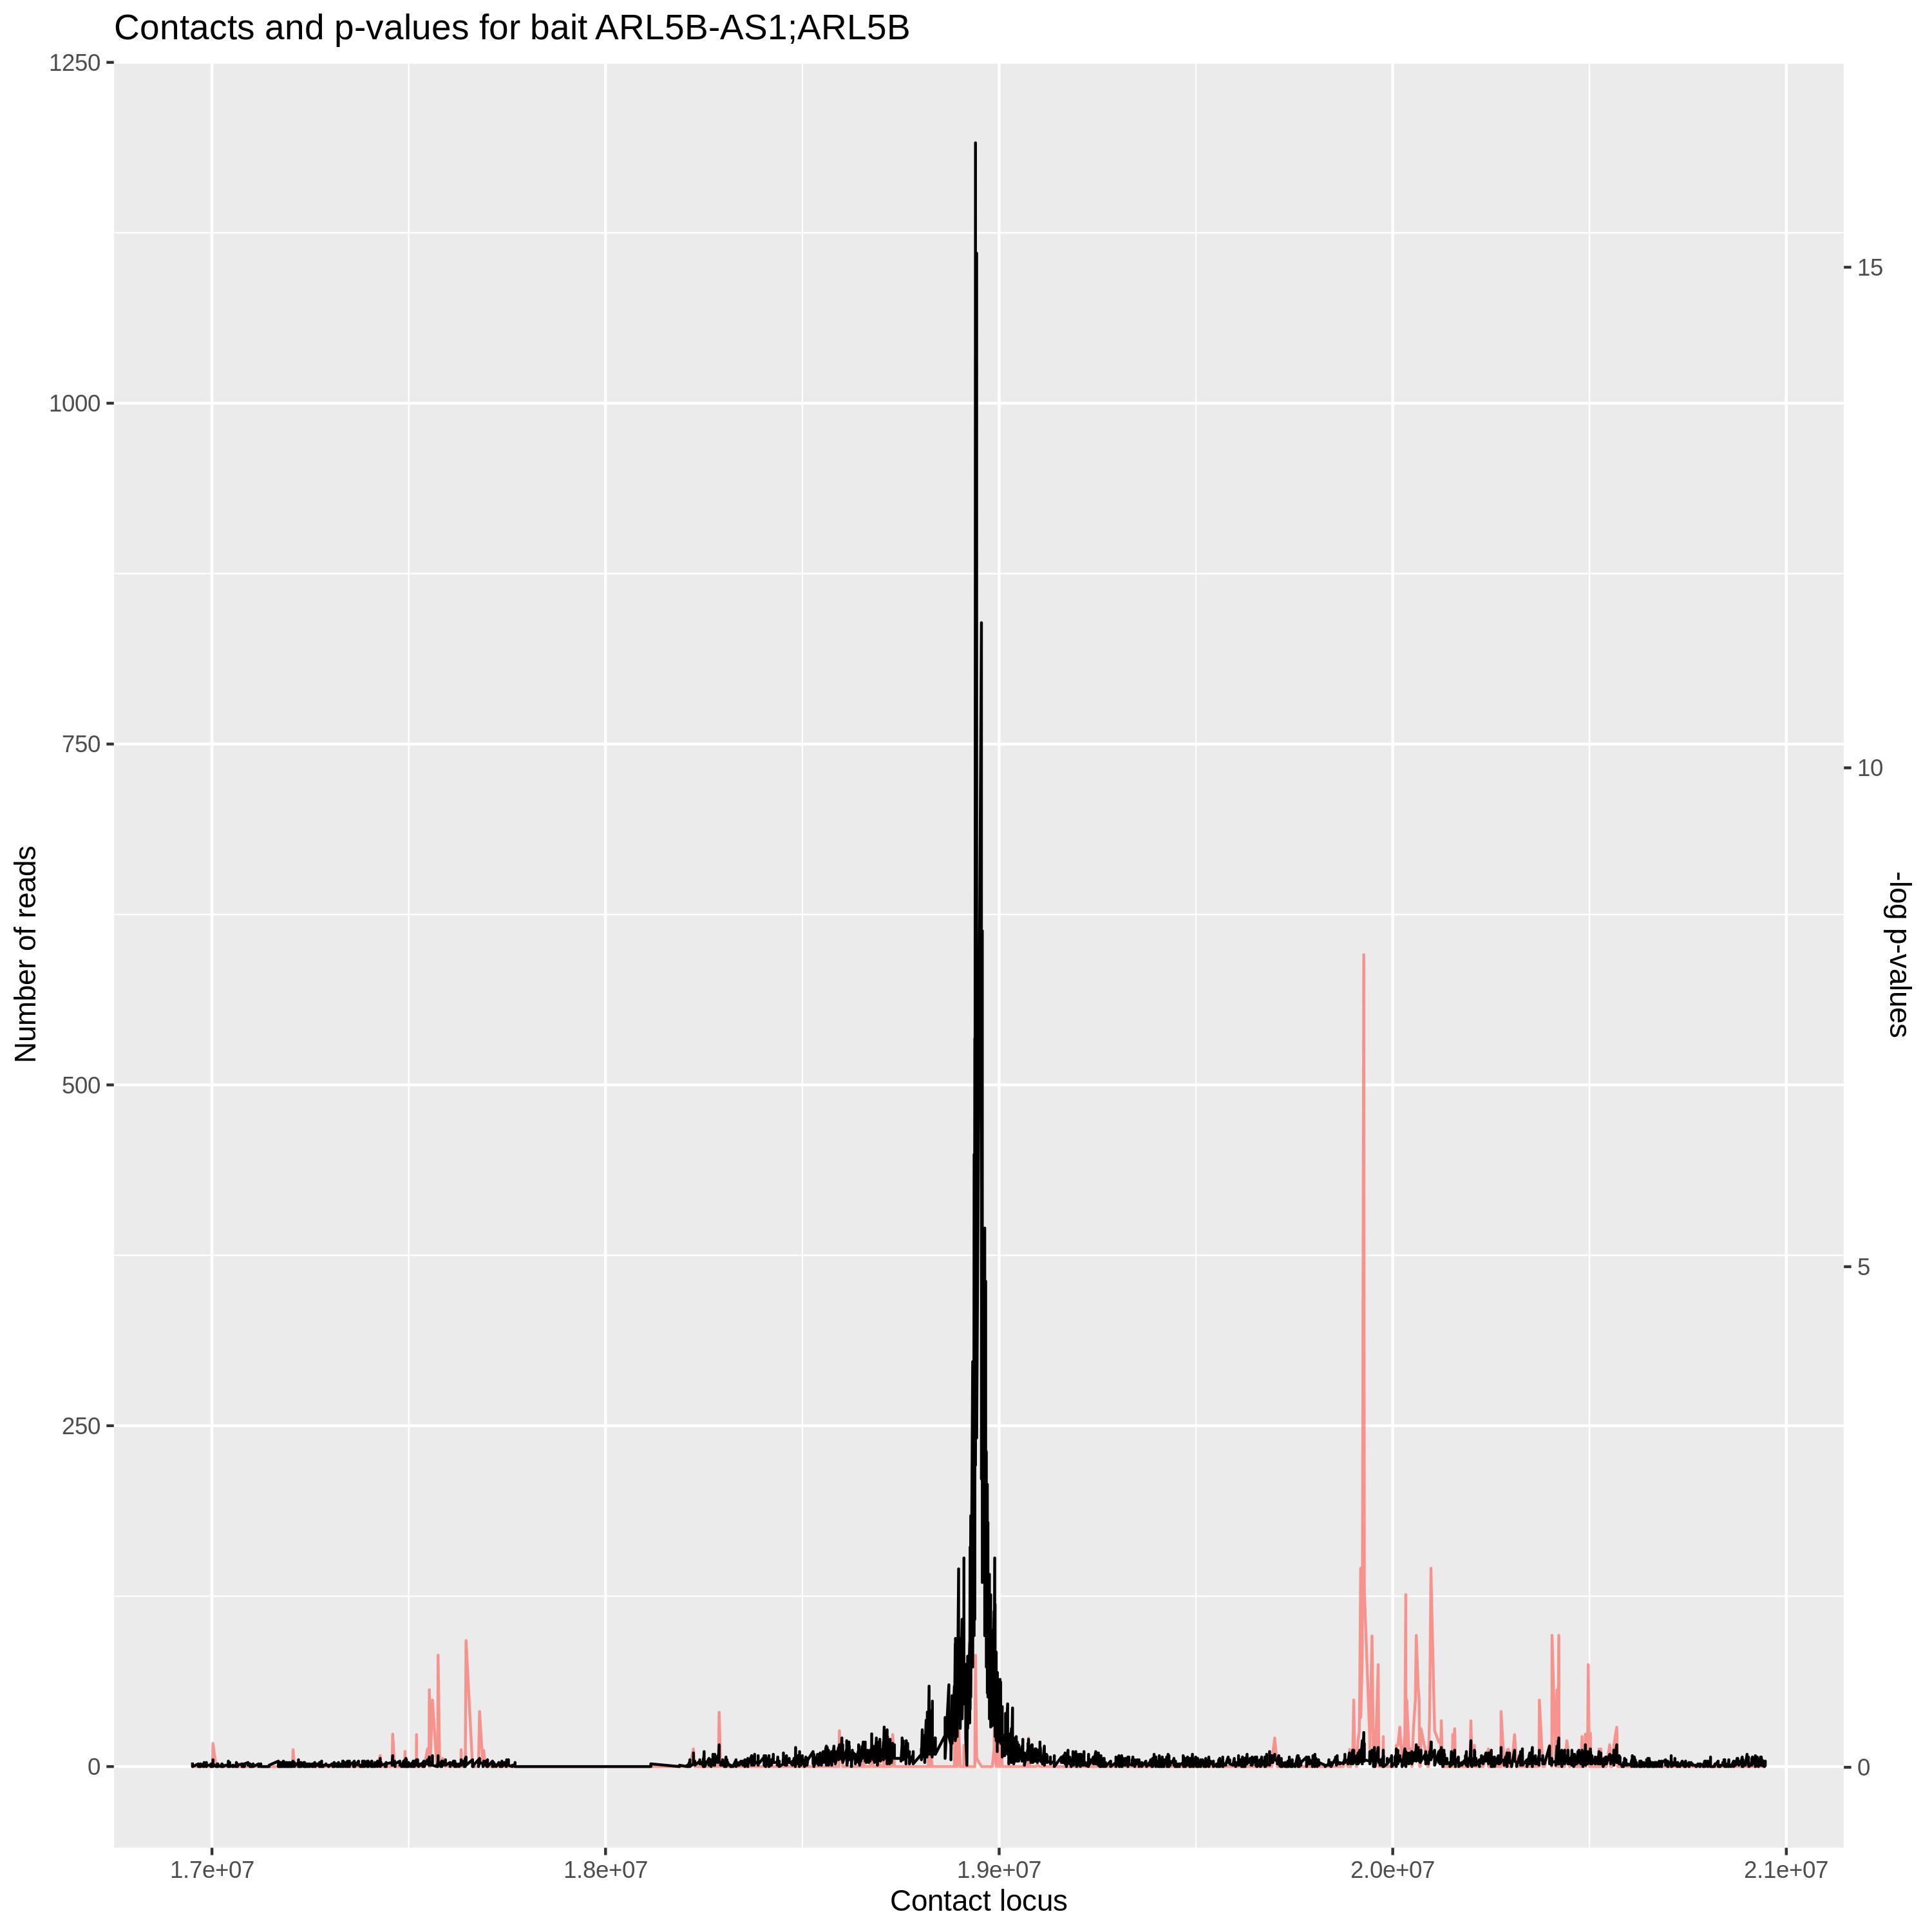 Contacts and p-values for bait ARL5B-AS1;ARL5B
1250
1000
750
500
250
0
Number of reads
15
10
5
0
-log p-values
1.7e+07
1.8e+07
1.9e+07
2.0e+07
2.1e+07
Contact locus